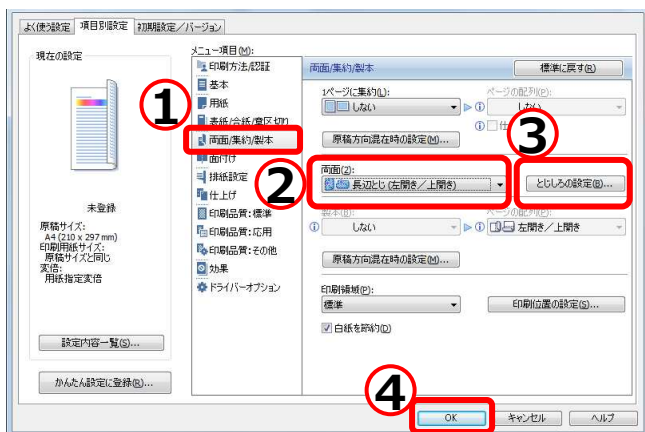 よく使う設定 項目別設定 初期設定/バージョン
現在の設定
未登録
原稿サイズ:
A4 (210 x 297 mm)
印刷用紙サイズ:
原稿サイズと同じ
変倍:
用紙指定変倍
設定内容一覧(S)...
かんたん設定に登録(R)...
メニュー項目(M):
印刷方法/認証
基本
用紙
①
表紙/合紙/章区切り
両面/集約/製本
面付け
排紙設定
仕上げ
印刷品質:標準
印刷品質:応用
印刷品質:その他
効果
ドライバーオプション
両面/集約/製本
標準に戻す(R)
1ページに集約(L):
しない
ページの配列(P):
しない
原稿方向混在時の設定(M)...
②
両面(2):
長辺とじ (左開き/上開き)
③
とじしろの設定(B)...
製本(B):
しない
ページの配列(P):
左開き/上開き
原稿方向混在時の設定(M)...
印刷領域(P):
標準
印刷位置の設定(S)...
白紙を節約(D)
④
OK
キャンセル
ヘルプ